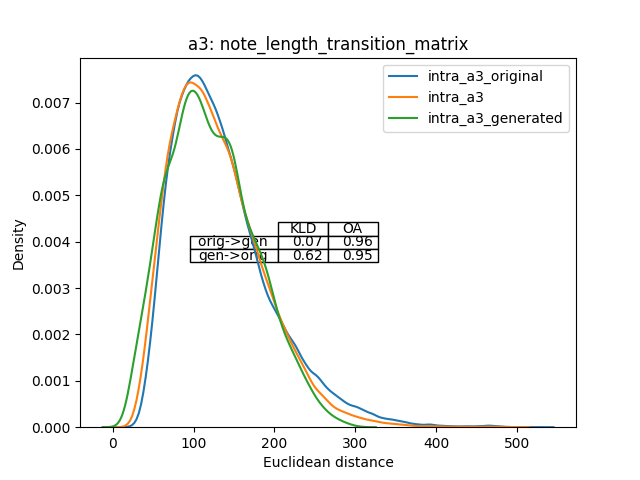 a3: note_length_transition_matrix
intra_a3_original
intra_a3
intra_a3_generated
KLD OA
orig->gen 0.07 0.96
gen->orig 0.62 0.95
Density
0.007
0.006
0.005
0.004
0.003
0.002
0.001
0.000
0 100 200 300 400 500
Euclidean distance